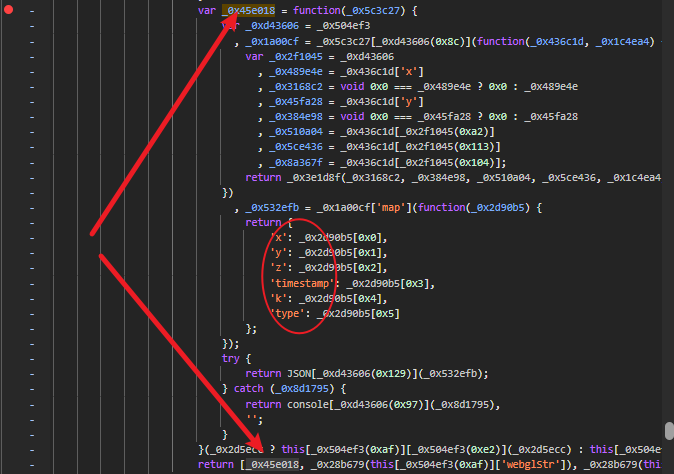 var _0x45e018 = function(_0x5c3c27) {
var _0xd43606 = _0x504ef3
, _0x1a00cf = _0x5c3c27[_0xd43606(0x8c)](function(_0x436c1d, _0x1c4ea4)
var _0x2f1045 = _0xd43606
, _0x489e4e = _0x436c1d['x']
, _0x3168c2 = void 0x0 === _0x489e4e ? 0x0 : _0x489e4e
, _0x45fa28 = _0x436c1d['y']
, _0x384e98 = void 0x0 === _0x45fa28 ? 0x0 : _0x45fa28
, _0x510a04 = _0x436c1d[_0x2f1045(0xa2)]
, _0x5ce436 = _0x436c1d[_0x2f1045(0x113)]
, _0x8a367f = _0x436c1d[_0x2f1045(0x104)];
return _0x3e1d8f(_0x3168c2, _0x384e98, _0x510a04, _0x5ce436, _0x1c4ea4
})
, _0x532efb = _0x1a00cf['map'](function(_0x2d90b5) {
return {
'x': _0x2d90b5[0x0],
'y': _0x2d90b5[0x1],
'z': _0x2d90b5[0x2],
'timestamp': _0x2d90b5[0x3],
'k': _0x2d90b5[0x4],
'type': _0x2d90b5[0x5]
};
});
try {
return JSON[_0xd43606(0x129)](_0x532efb);
} catch (_0x8d1795) {
return console[_0xd43606(0x97)](_0x8d1795),
'';
}
}(_0x2d5ecc ? this[_0x504ef3(0xaf)][_0x504ef3(0xe2)](_0x2d5ecc) : this[_0x504e
return [_0x45e018, _0x28b679(this[_0x504ef3(0xaf)]['webglStr']), _0x28b679(this